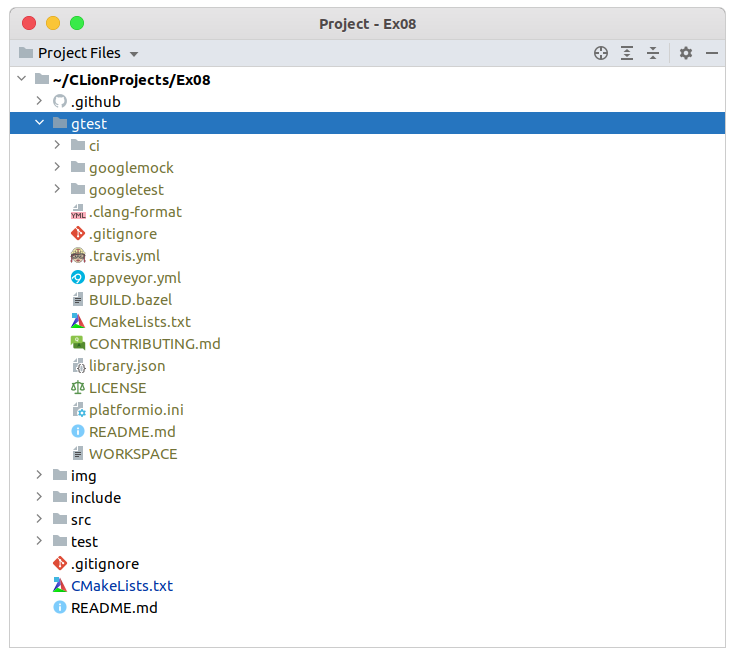 Project - Ex08
Project Files
~/CLionProjects/Ex08
.github
gtest
ci
googlemock
googletest
.clang-format
.gitignore
.travis.yml
appveyor.yml
BUILD.bazel
CMakeLists.txt
CONTRIBUTING.md
library.json
LICENSE
platformio.ini
README.md
WORKSPACE
img
include
src
test
.gitignore
CMakeLists.txt
README.md